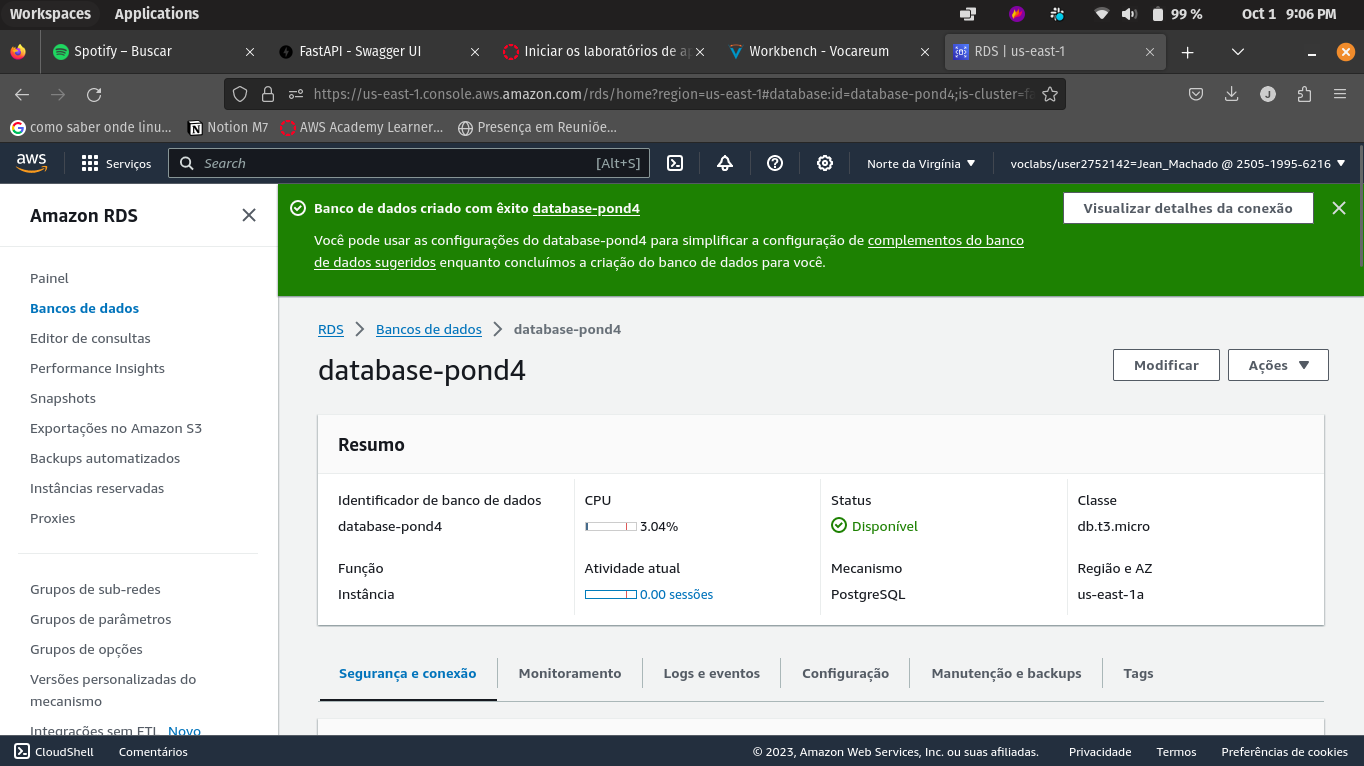 Workspaces Applications 99 % Oct 1 9:06 PM
Spotify – Buscar FastAPI - Swagger UI Iniciar os laboratórios de ap Workbench - Vocareum RDS | us-east-1
https://us-east-1.console.aws.amazon.com/rds/home?region=us-east-1#database:id=database-pond4;is-cluster=fa
como saber onde linu… Notion M7 AWS Academy Learner… Presença em Reuniõe…
aws Serviços Search [Alt+S] Norte da Virgínia voclabs/user2752142=Jean_Machado @ 2505-1995-6216
Amazon RDS
Painel
Bancos de dados
Editor de consultas
Performance Insights
Snapshots
Exportações no Amazon S3
Backups automatizados
Instâncias reservadas
Proxies
Grupos de sub-redes
Grupos de parâmetros
Grupos de opções
Versões personalizadas do
mecanismo
Integrações sem ETL Novo
Banco de dados criado com êxito database-pond4
Visualizar detalhes da conexão
Você pode usar as configurações do database-pond4 para simplificar a configuração de complementos do banco
de dados sugeridos enquanto concluímos a criação do banco de dados para você.
RDS Bancos de dados database-pond4
database-pond4
Modificar Ações
Resumo
Identificador de banco de dados CPU Status Classe
database-pond4 3.04% Disponível db.t3.micro
Função Atividade atual Mecanismo Região e AZ
Instância 0.00 sessões PostgreSQL us-east-1a
Segurança e conexão Monitoramento Logs e eventos Configuração Manutenção e backups Tags
CloudShell Comentários © 2023, Amazon Web Services, Inc. ou suas afiliadas. Privacidade Termos Preferências de cookies